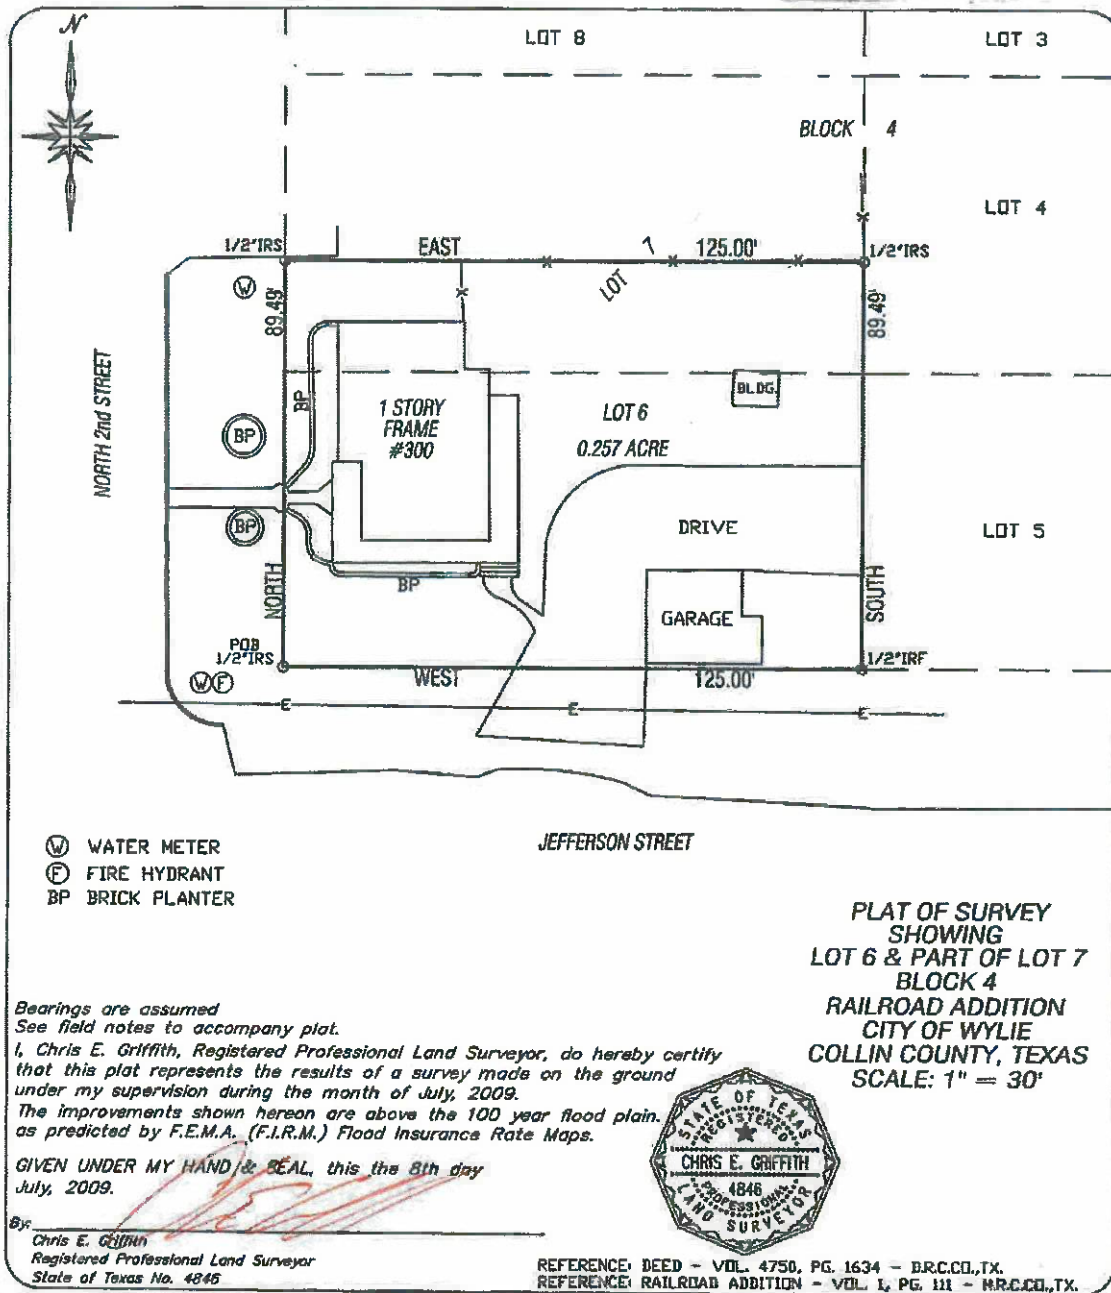 N
LOT 8
LOT 3
BLOCK 4
LOT 4
1/2"IRS
EAST
LOT 7
125.00'
1/2"IRS
W
89.49'
89.49'
NORTH 2nd STREET
BP
1 STORY
FRAME
#300
BLDG.
LOT 6
0.257 ACRE
BP
BP
DRIVE
LOT 5
NORTH
BP
SOUTH
GARAGE
POB
1/2"IRS
1/2"IRF
WEST
125.00'
W F
E
E
E
JEFFERSON STREET
W WATER METER
F FIRE HYDRANT
BP BRICK PLANTER
PLAT OF SURVEY
SHOWING
LOT 6 & PART OF LOT 7
BLOCK 4
RAILROAD ADDITION
CITY OF WYLIE
COLLIN COUNTY, TEXAS
SCALE: 1" = 30'
Bearings are assumed
See field notes to accompany plat.
I, Chris E. Griffith, Registered Professional Land Surveyor, do hereby certify
that this plat represents the results of a survey made on the ground
under my supervision during the month of July, 2009.
The improvements shown hereon are above the 100 year flood plain.
as predicted by F.E.M.A. (F.I.R.M.) Flood Insurance Rate Maps.
GIVEN UNDER MY HAND & SEAL, this the 8th day
July, 2009.
By:
Chris E. Griffith
Registered Professional Land Surveyor
State of Texas No. 4846
STATE OF TEXAS
REGISTERED
CHRIS E. GRIFFITH
4846
PROFESSIONAL
LAND SURVEYOR
REFERENCE: DEED - VOL. 4750, PG. 1634 - D.R.C.CO.,TX.
REFERENCE: RAILROAD ADDITION - VOL. 1, PG. 111 - M.R.C.CO.,TX.